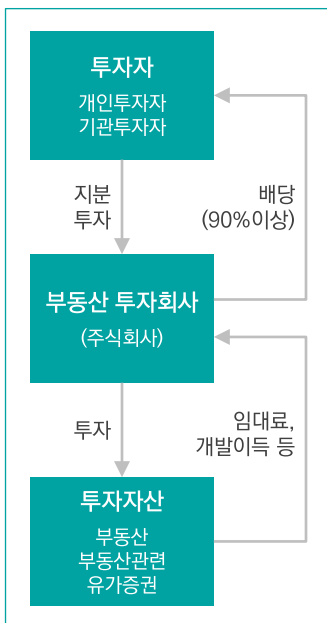 투자자
개인투자자
기관투자자
지분
투자
배당
(90%이상)
부동산 투자회사
(주식회사)
투자
임대료,
개발이득 등
투자자산
부동산
부동산관련
유가증권